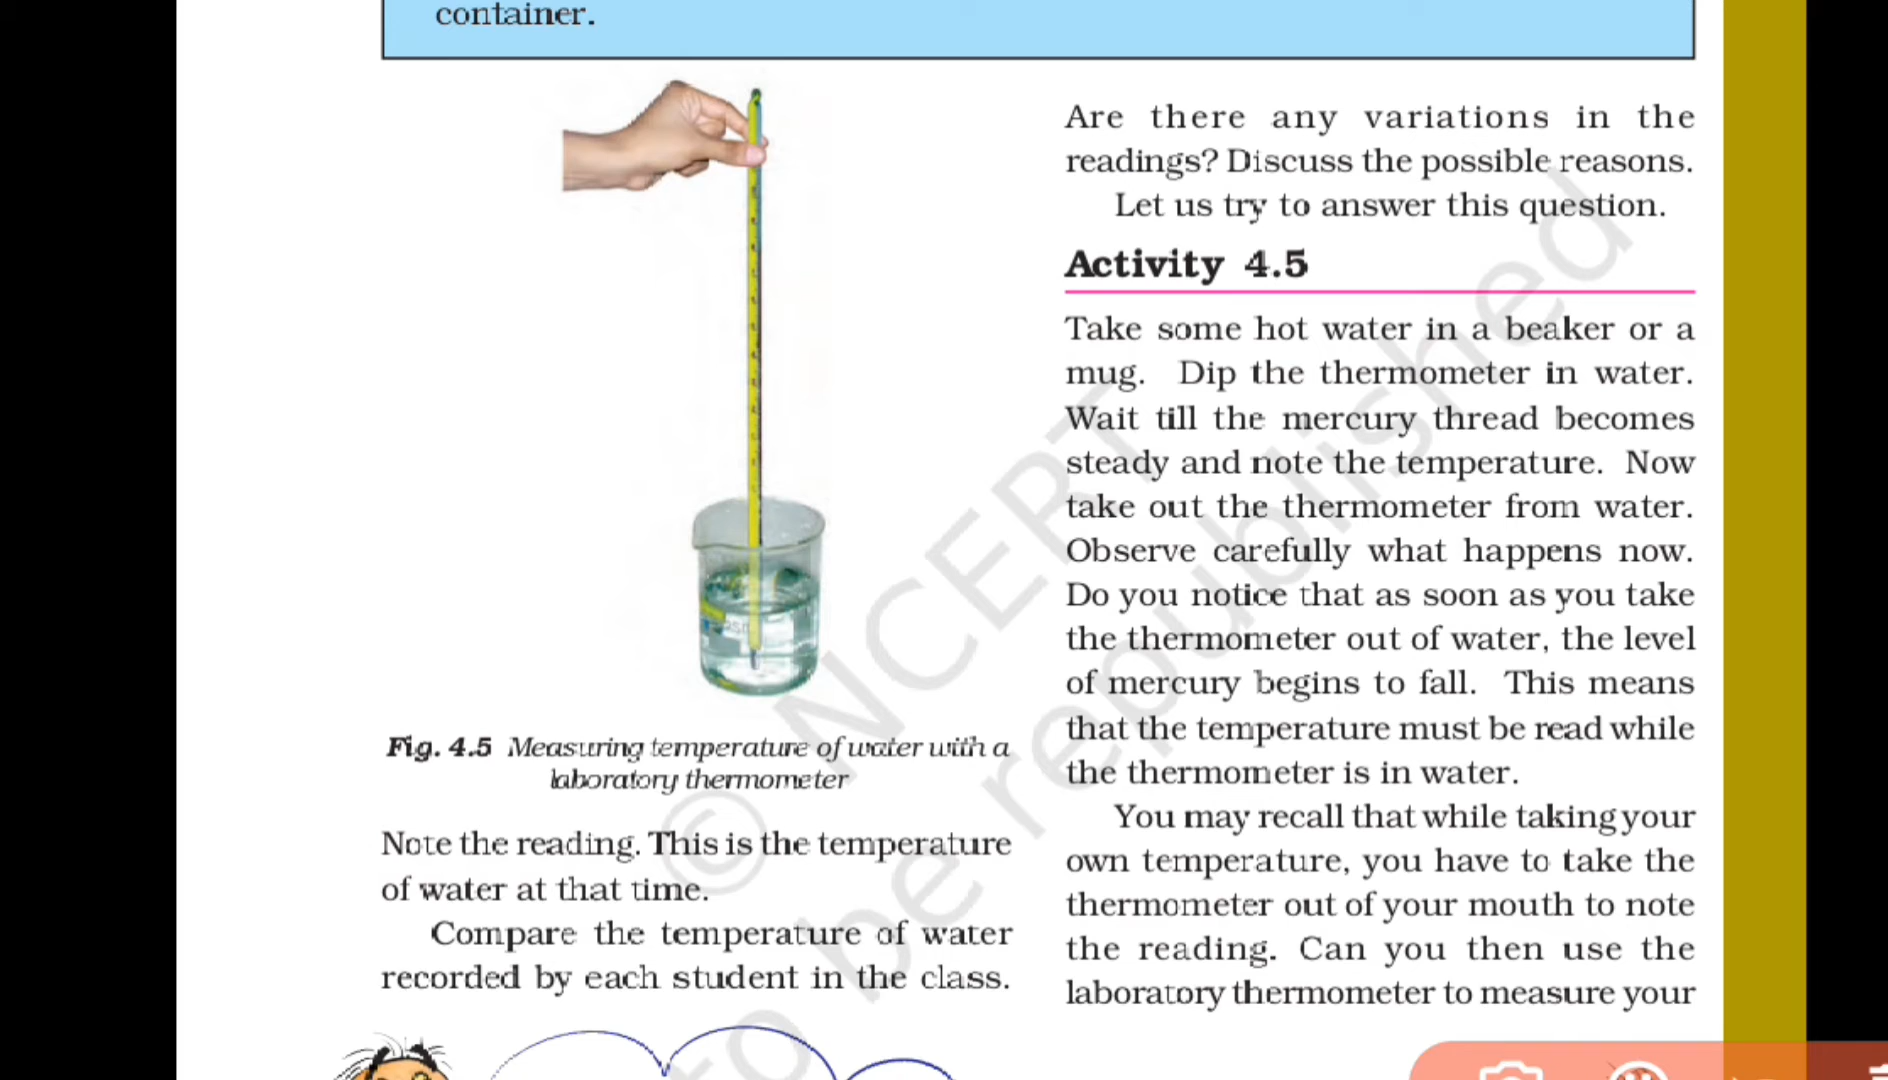 container.
Fig. 4.5 Measuring temperature of water with a
laboratory thermometer
Note the reading. This is the temperature
of water at that time.
Compare the temperature of water
recorded by each student in the class.
Are there any variations in the
readings? Discuss the possible reasons.
Let us try to answer this question.
Activity 4.5
Take some hot water in a beaker or a
mug. Dip the thermometer in water.
Wait till the mercury thread becomes
steady and note the temperature. Now
take out the thermometer from water.
Observe carefully what happens now.
Do you notice that as soon as you take
the thermometer out of water, the level
of mercury begins to fall. This means
that the temperature must be read while
the thermometer is in water.
You may recall that while taking your
own temperature, you have to take the
thermometer out of your mouth to note
the reading. Can you then use the
laboratory thermometer to measure your
© NCERT
to be republished